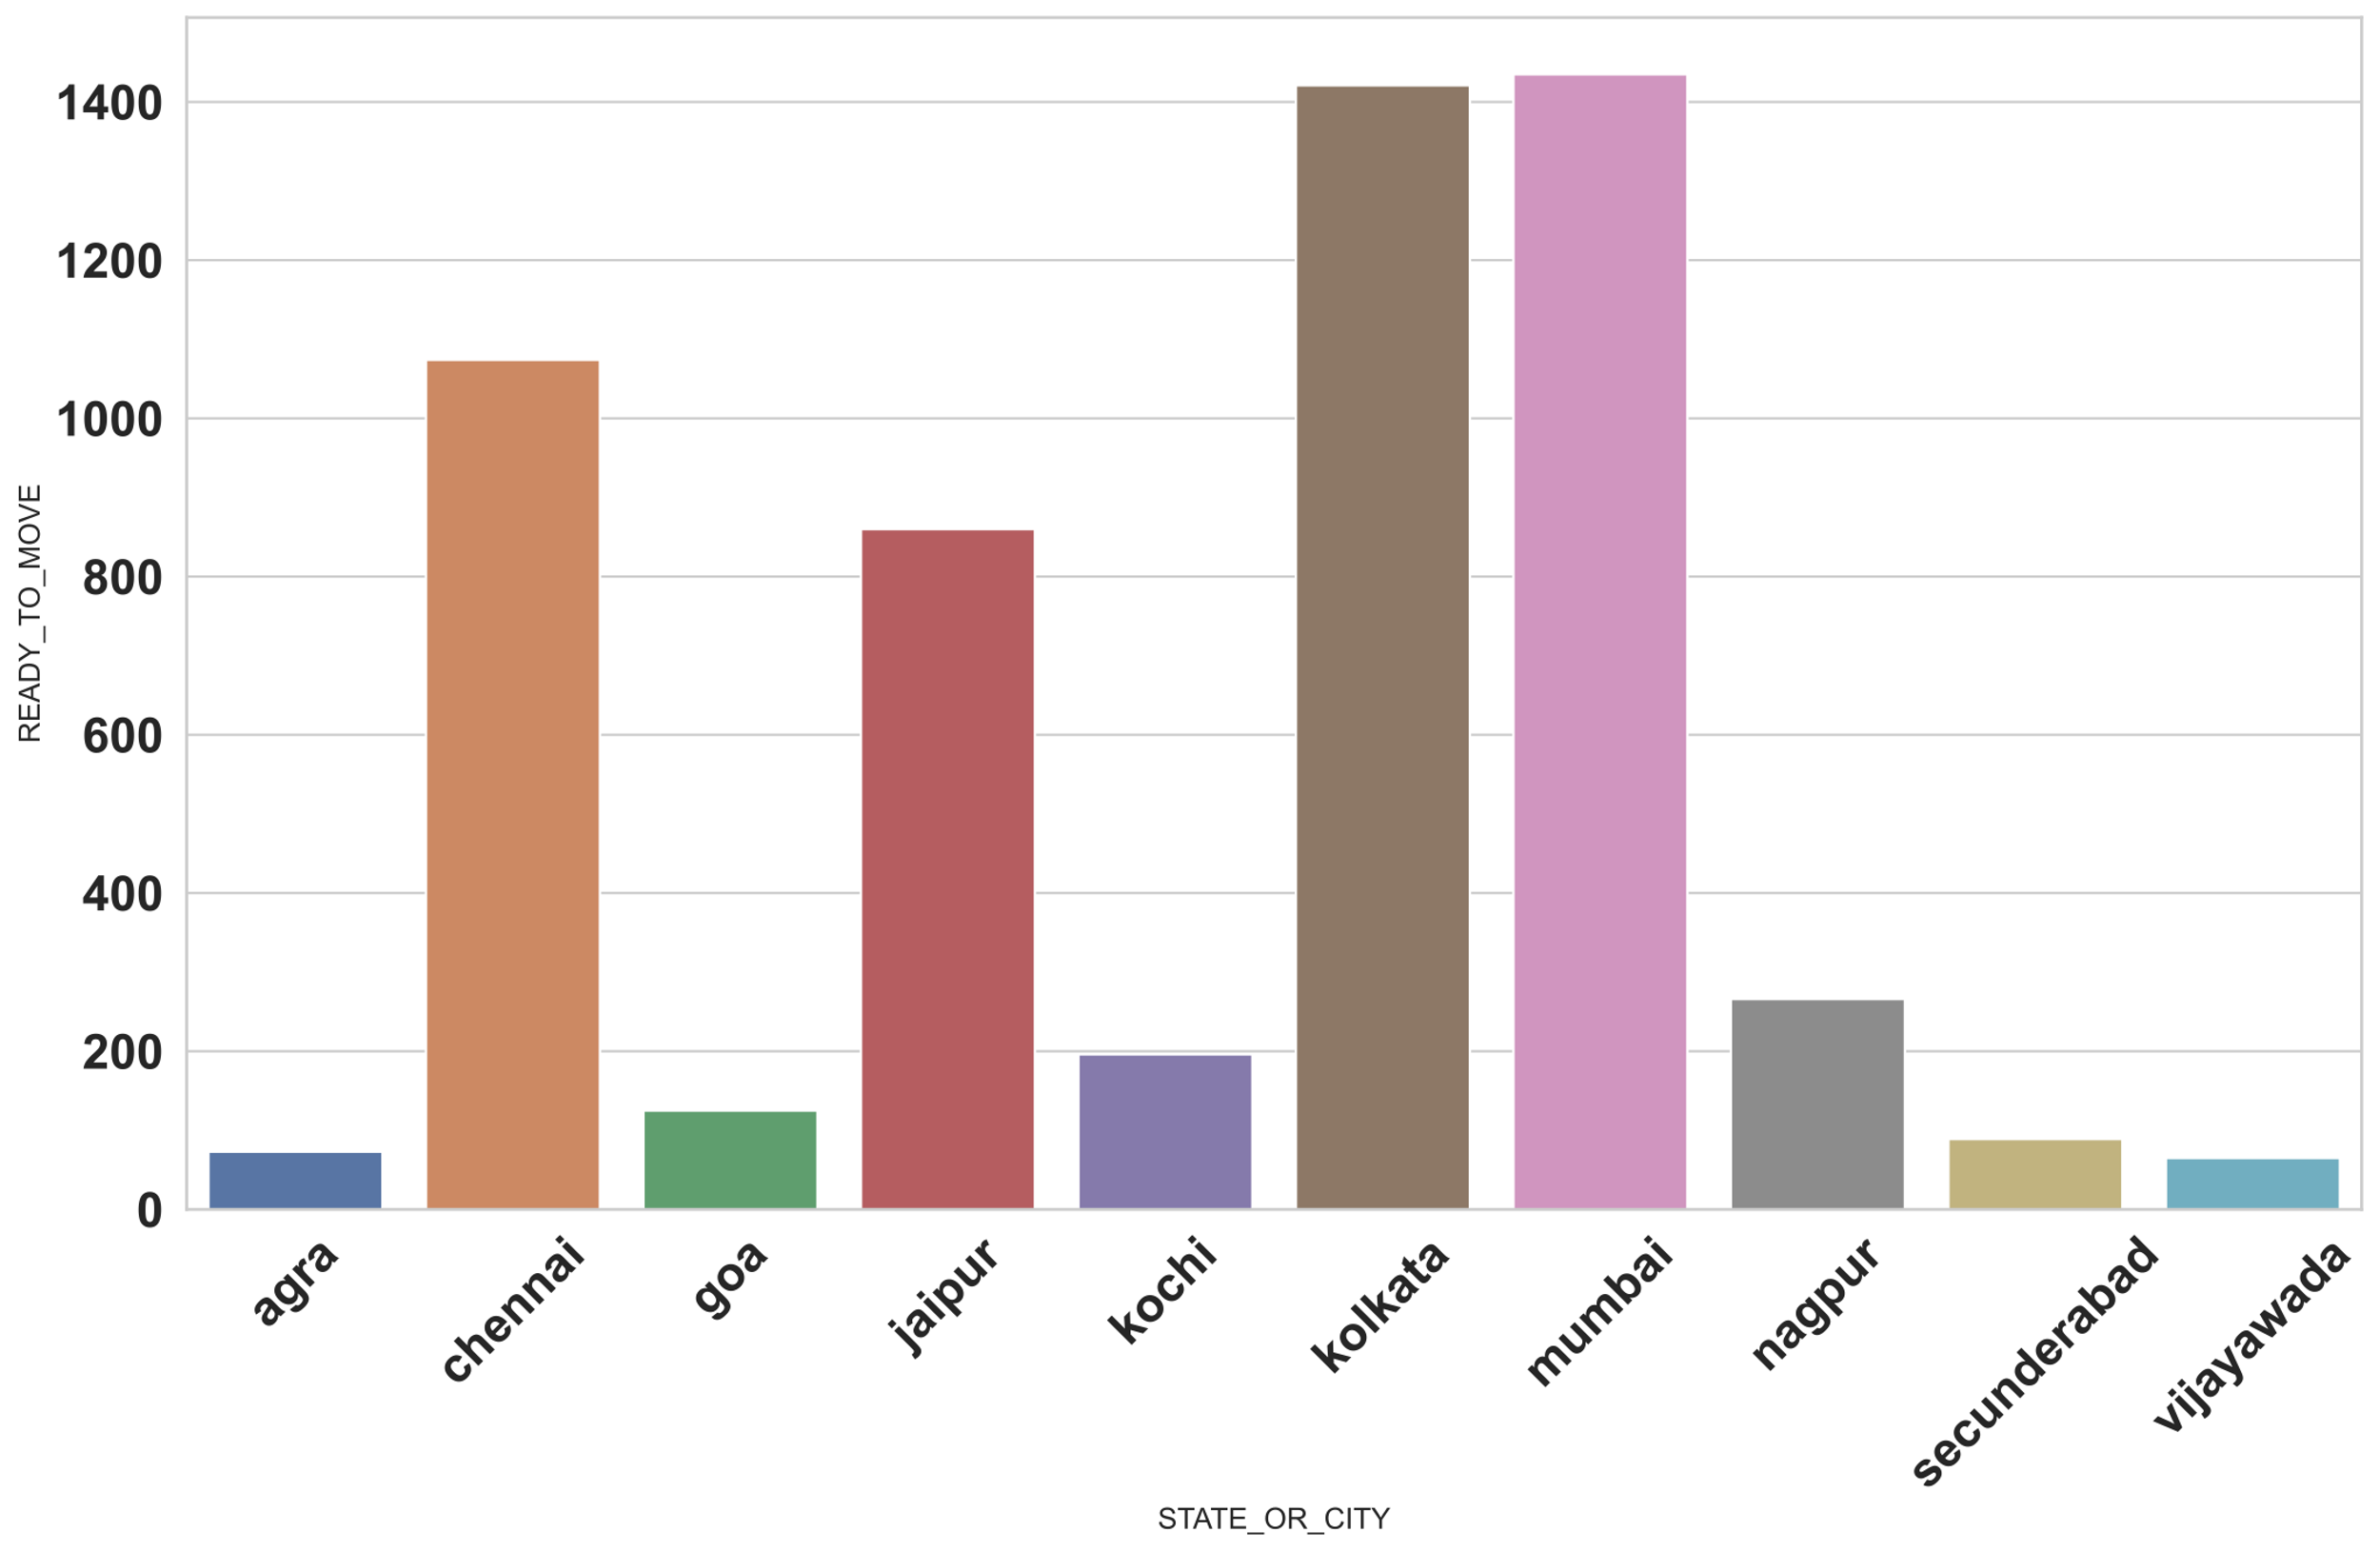 1400
1200
1000
800
600
400
200
0
READY_TO_MOVE
agra
chennai
goa
jaipur
kochi
kolkata
mumbai
nagpur
secunderabad
vijayawada
STATE_OR_CITY